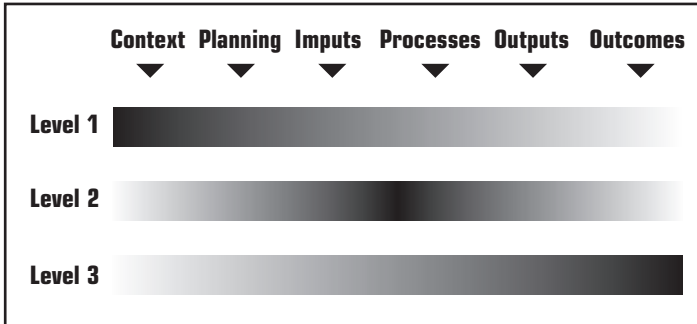 Context Planning Imputs Processes Outputs Outcomes
Level 1
Level 2
Level 3